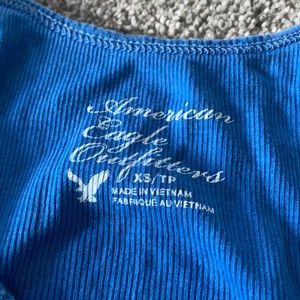 American
Eagle
Outfitters
XS/TP
MADE IN VIETNAM
FABRIQUÉ AU VIETNAM